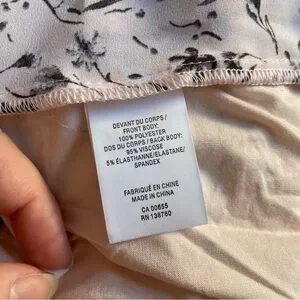 DEVANT DU CORPS /
FRONT BODY:
100% POLYESTER
DOS DU CORPS / BACK BODY:
95% VISCOSE
5% ÉLASTHANNE/ELASTANE/
SPANDEX
FABRIQUÉ EN CHINE
MADE IN CHINA
CA 00655
RN 138760